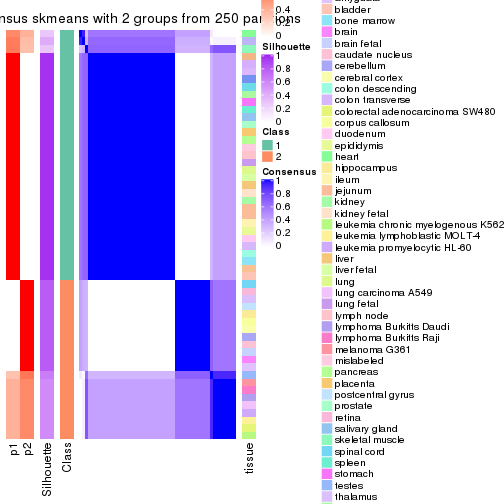 nsus skmeans with 2 groups from 250 partitions
0.4
0.2
0
Silhouette
1
0.8
0.6
0.4
0.2
0
Class
1
2
Consensus
1
0.8
0.6
0.4
0.2
0
bladder
bone marrow
brain
brain fetal
caudate nucleus
cerebellum
cerebral cortex
colon descending
colon transverse
colorectal adenocarcinoma SW480
corpus callosum
duodenum
epididymis
heart
hippocampus
ileum
jejunum
kidney
kidney fetal
leukemia chronic myelogenous K562
leukemia lymphoblastic MOLT-4
leukemia promyelocytic HL-60
liver
liver fetal
lung
lung carcinoma A549
lung fetal
lymph node
lymphoma Burkitts Daudi
lymphoma Burkitts Raji
melanoma G361
mislabeled
pancreas
placenta
postcentral gyrus
prostate
retina
salivary gland
skeletal muscle
spinal cord
spleen
stomach
testes
thalamus
p1
p2
Silhouette
Class
tissue